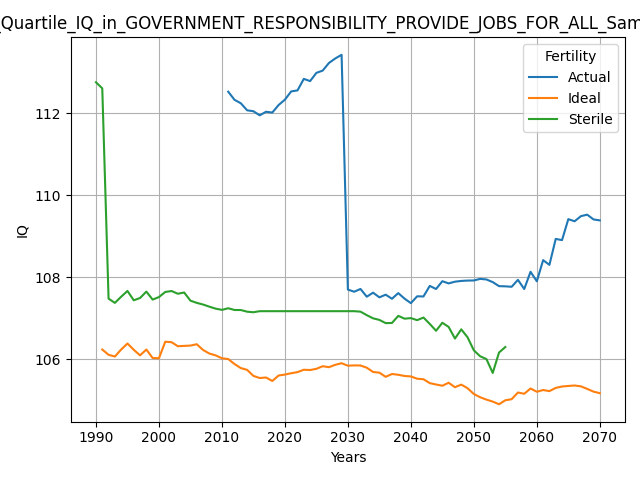 Quartile_IQ_in_GOVERNMENT_RESPONSIBILITY_PROVIDE_JOBS_FOR_ALL_Sam
Fertility
Actual
Ideal
Sterile
112
110
108
106
IQ
1990 2000 2010 2020 2030 2040 2050 2060 2070
Years